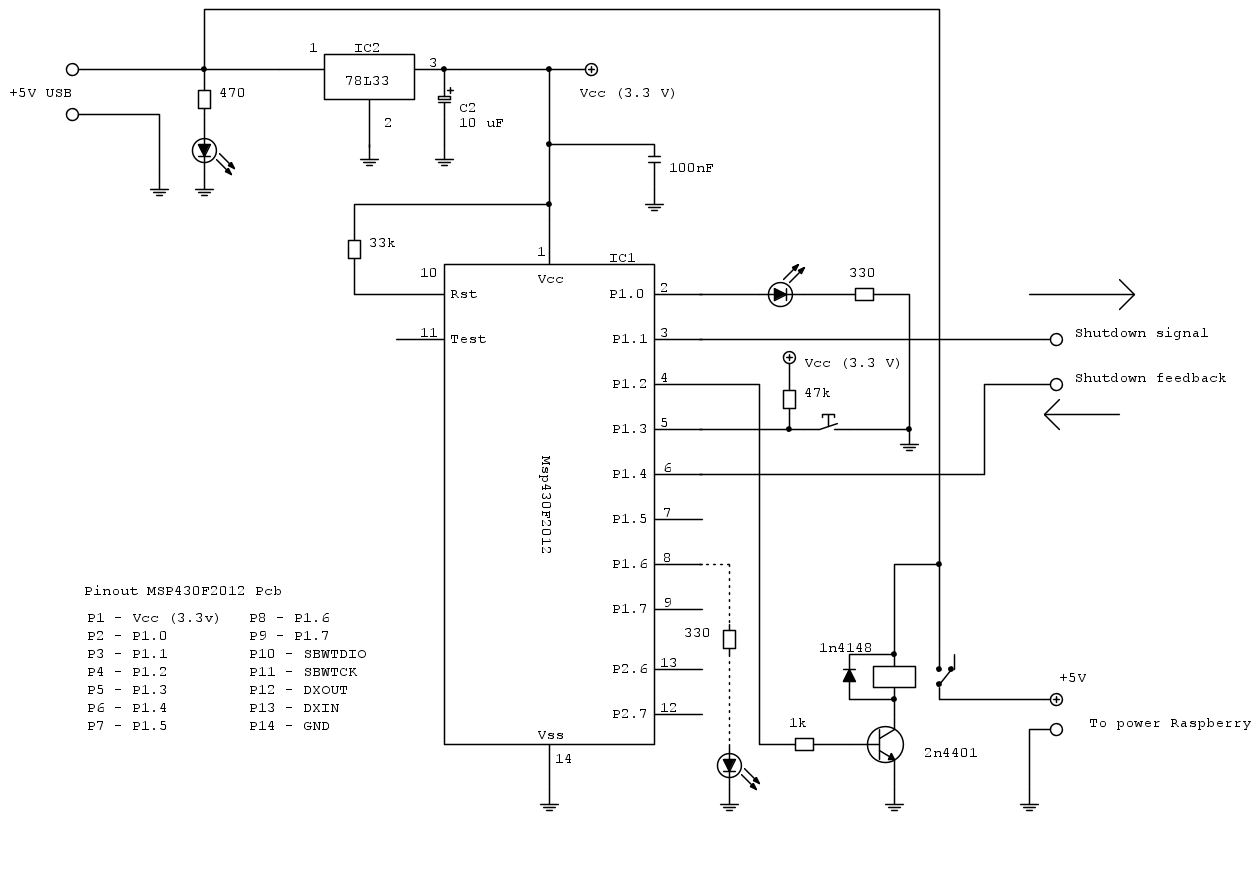 1
IC2
3
78L33
+5V USB
470
2
+
C2
10 uF
Vcc (3.3 V)
100nF
33k
1
IC1
10
Vcc
Rst
P1.0
2
330
11
Test
P1.1
3
Shutdown signal
Vcc (3.3 V)
P1.2
4
Shutdown feedback
47k
P1.3
5
P1.4
6
Msp430F2012
P1.5
7
P1.6
8
P1.7
9
330
P2.6
13
1n4148
P2.7
12
+5V
1k
To power Raspberry
Vss
14
2n4401
Pinout MSP430F2012 Pcb
P1 - Vcc (3.3v)
P2 - P1.0
P3 - P1.1
P4 - P1.2
P5 - P1.3
P6 - P1.4
P7 - P1.5
P8 - P1.6
P9 - P1.7
P10 - SBWTDIO
P11 - SBWTCK
P12 - DXOUT
P13 - DXIN
P14 - GND